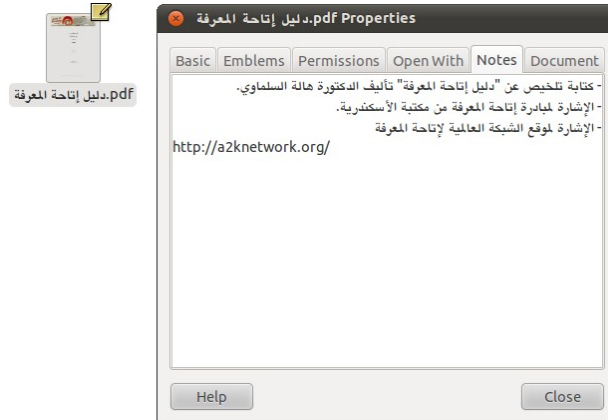 دليل إتاحة المعرفة.pdf
دليل إتاحة المعرفة.pdf Properties
Basic Emblems Permissions Open With Notes Document
- كتابة تلخيص عن "دليل إتاحة المعرفة" تأليف الدكتورة هالة السلماوي.
- الإشارة لمبادرة إتاحة المعرفة من مكتبة الأسكندرية.
- الإشارة لموقع الشبكة العالمية لإتاحة المعرفة
http://a2knetwork.org/
Help Close